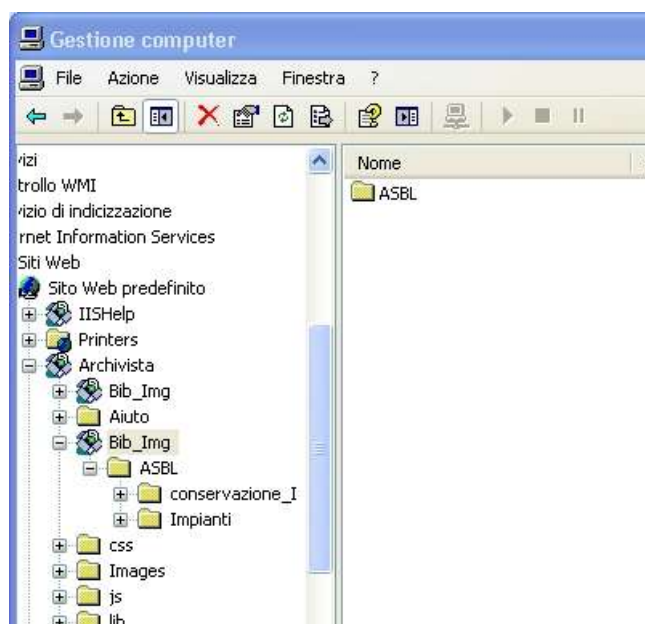 Gestione computer
File Azione Visualizza Finestra ?
vizi
trollo WMI
vizio di indicizzazione
rnet Information Services
Siti Web
Sito Web predefinito
IISHelp
Printers
Archivista
Bib_Img
Aiuto
Bib_Img
ASBL
conservazione_I
Impianti
css
Images
js
lib
Nome
ASBL